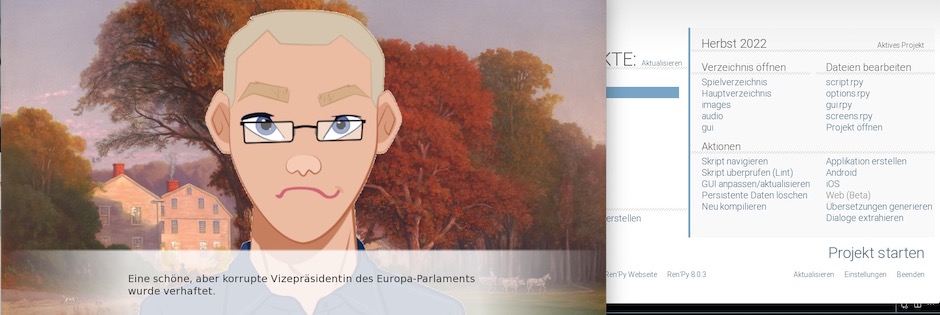 Eine schöne, aber korrupte Vizepräsidentin des Europa-Parlaments
wurde verhaftet.
KTE: Aktualisieren
erstellen
Ren'Py Webseite Ren'Py 8.0.3
Herbst 2022 Aktives Projekt
Verzeichnis öffnen
Spielverzeichnis
Hauptverzeichnis
images
audio
gui
Dateien bearbeiten
script.rpy
options.rpy
gui.rpy
screens.rpy
Projekt öffnen
Aktionen
Skript navigieren
Skript überprüfen (Lint)
GUI anpassen/aktualisieren
Persistente Daten löschen
Neu kompilieren
Applikation erstellen
Android
iOS
Web (Beta)
Übersetzungen generieren
Dialoge extrahieren
Projekt starten
Aktualisieren Einstellungen Beenden